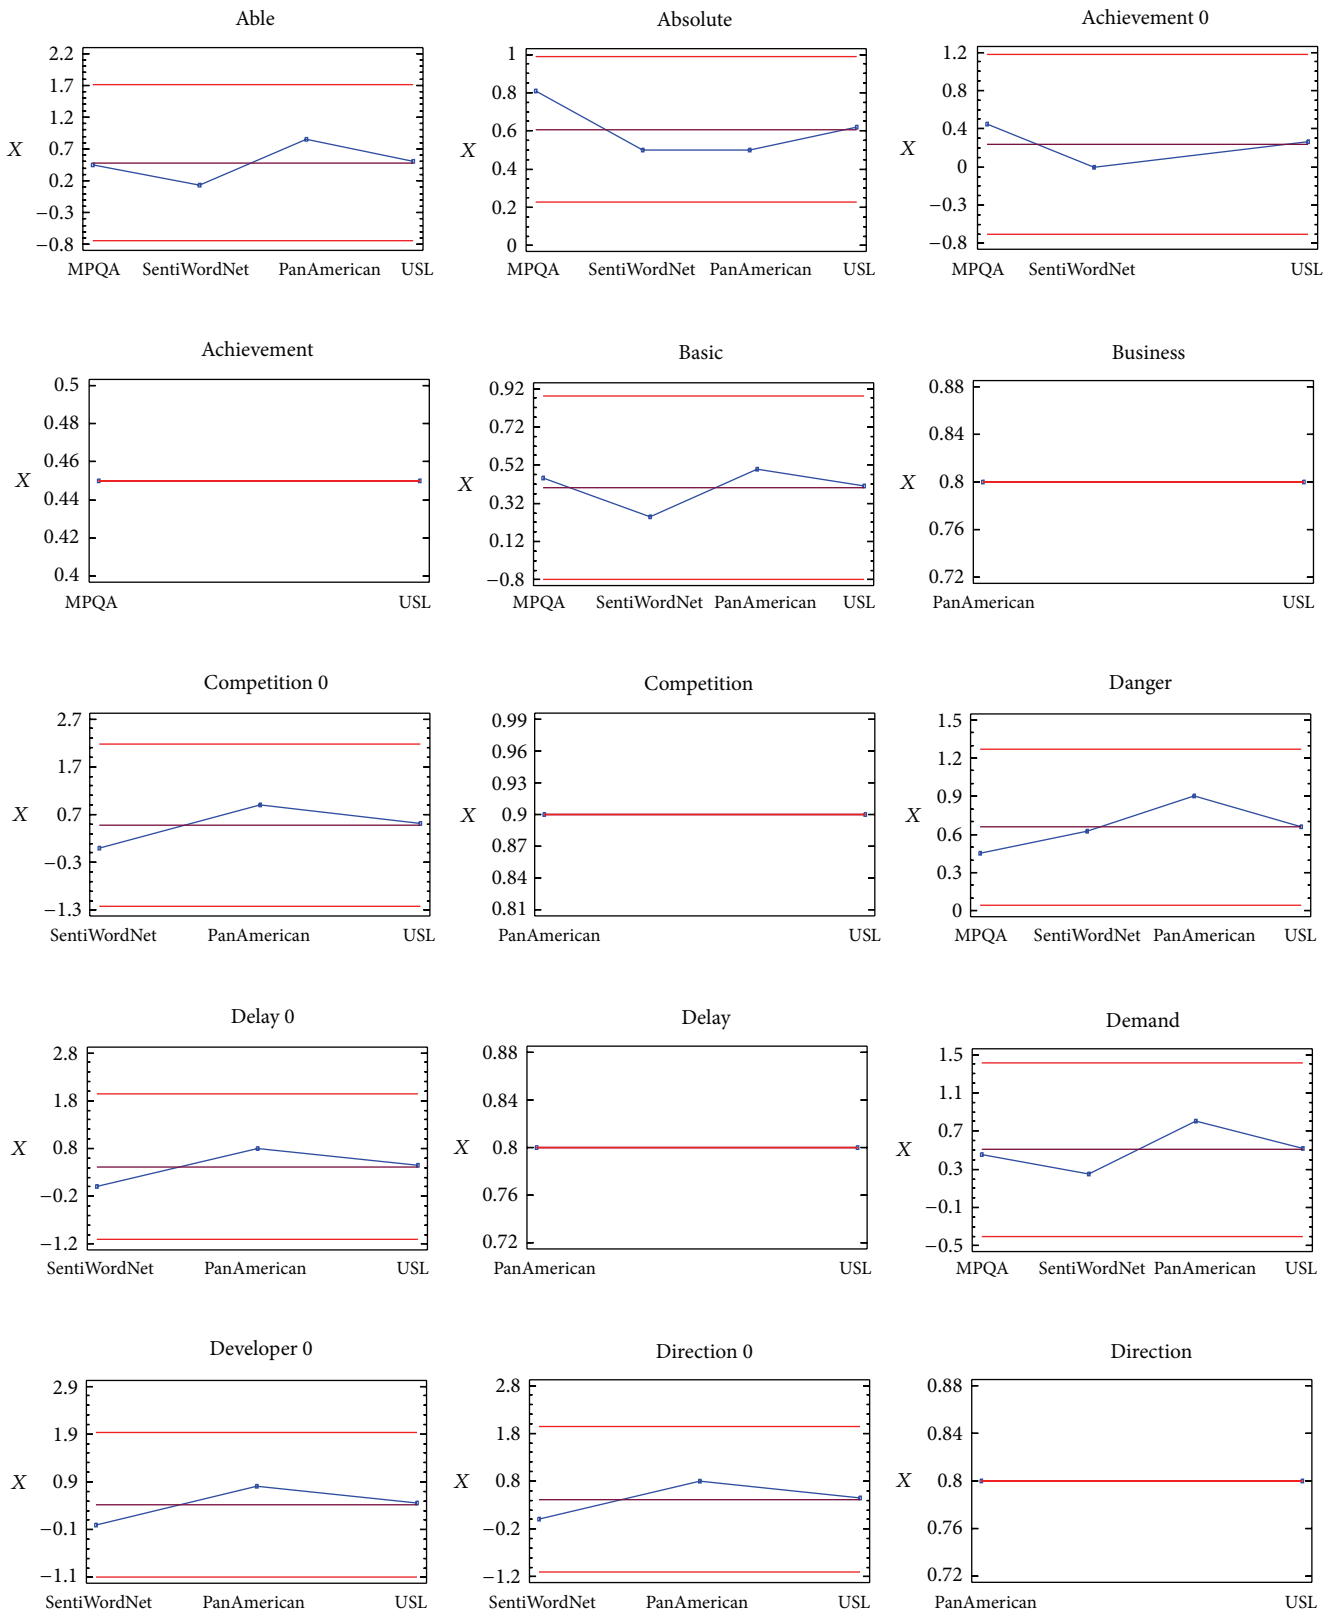 Able
2.2
1.7
1.2
0.7
0.2
−0.3
−0.8
X
MPQA SentiWordNet PanAmerican USL
Absolute
1
0.8
0.6
0.4
0.2
0
X
MPQA SentiWordNet PanAmerican USL
Achievement 0
1.2
0.8
0.4
0
−0.3
−0.8
X
MPQA SentiWordNet USL
Achievement
0.5
0.48
0.46
0.44
0.42
0.4
X
MPQA USL
Basic
0.92
0.72
0.52
0.32
0.12
−0.8
X
MPQA SentiWordNet PanAmerican USL
Business
0.88
0.84
0.8
0.76
0.72
X
PanAmerican USL
Competition 0
2.7
1.7
0.7
−0.3
−1.3
X
SentiWordNet PanAmerican USL
Competition
0.99
0.96
0.93
0.9
0.87
0.84
0.81
X
PanAmerican USL
Danger
1.5
1.2
0.9
0.6
0.3
0
X
MPQA SentiWordNet PanAmerican USL
Delay 0
2.8
1.8
0.8
−0.2
−1.2
X
SentiWordNet PanAmerican USL
Delay
0.88
0.84
0.8
0.76
0.72
X
PanAmerican USL
Demand
1.5
1.1
0.7
0.3
−0.1
−0.5
X
MPQA SentiWordNet PanAmerican USL
Developer 0
2.9
1.9
0.9
−0.1
−1.1
X
SentiWordNet PanAmerican USL
Direction 0
2.8
1.8
0.8
−0.2
−1.2
X
SentiWordNet PanAmerican USL
Direction
0.88
0.84
0.8
0.76
0.72
X
PanAmerican USL